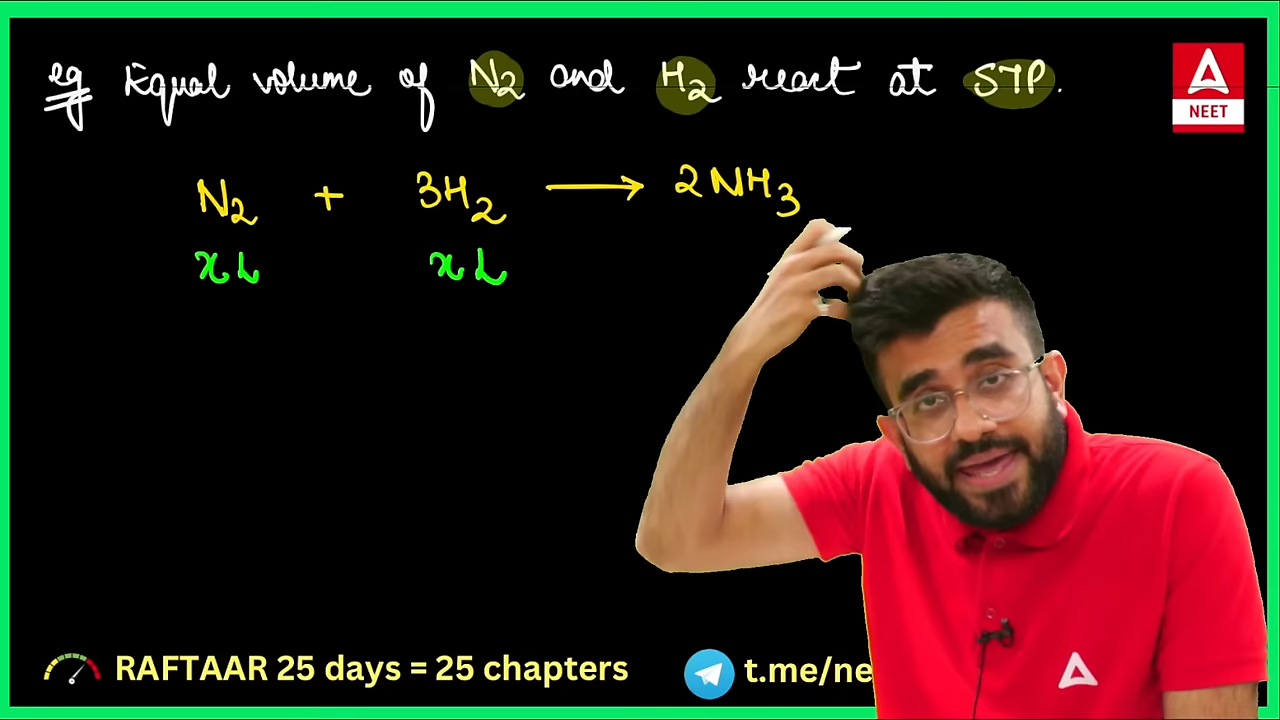 eg Equal volume of N2 and H2 react at STP.
NEET
N2 + 3H2 → 2NH3
xL xL
RAFTAAR 25 days = 25 chapters
t.me/ne